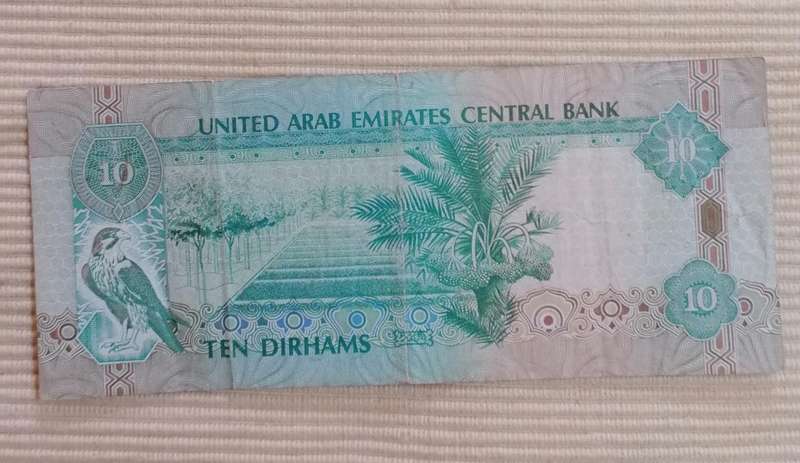 UNITED ARAB EMIRATES CENTRAL BANK
10
10
10
TEN DIRHAMS